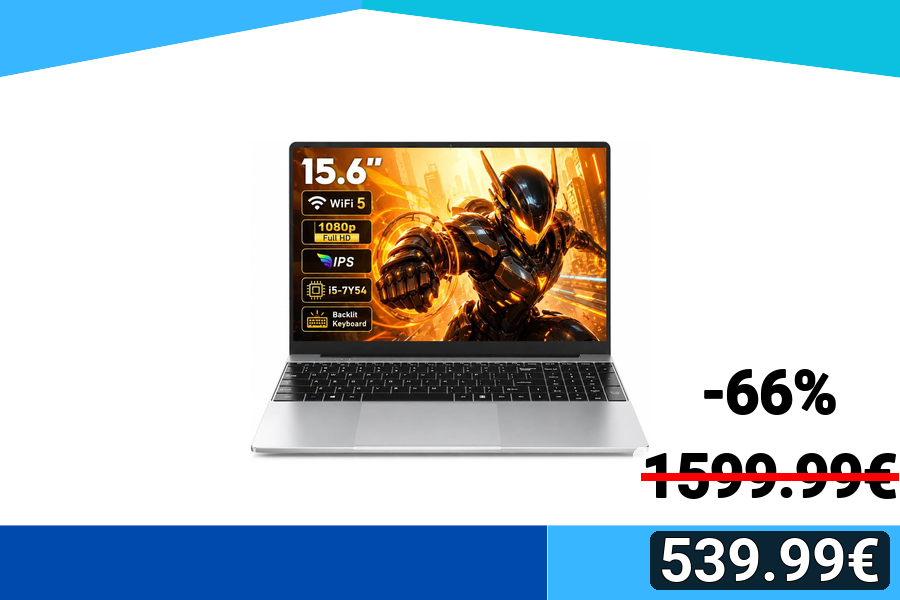 15.6"
WiFi 5
1080p
Full HD
IPS
i5-7Y54
Backlit
Keyboard
-66%
1599.99€
539.99€